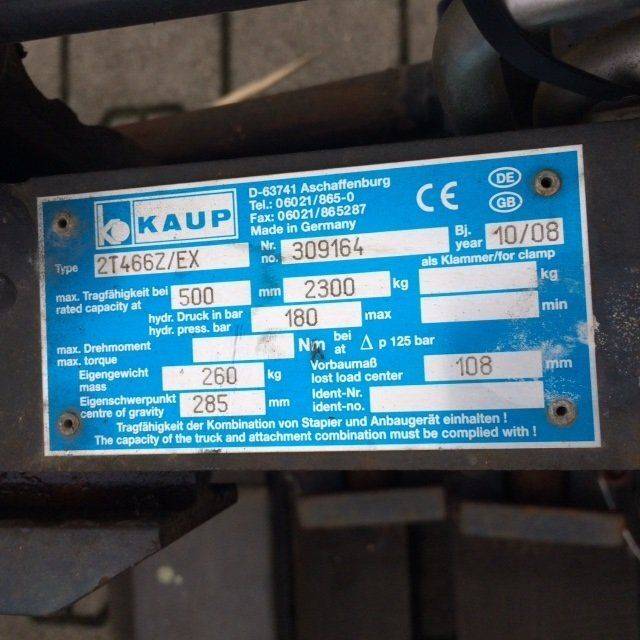 KAUP
D-63741 Aschaffenburg
Tel.: 06021/865-0
Fax: 06021/865287
Made in Germany
CE
DE
GB
Type 2T466Z/EX
Nr. no. 309164
Bj. year 10/08
als Klammer/for clamp
max. Tragfähigkeit bei
rated capacity at 500 mm 2300 kg
kg
hydr. Druck in bar
hydr. press. bar 180 max
min
max. Drehmoment
max. torque Nm bei at Δ p 125 bar
Eigengewicht
mass 260 kg
Vorbaumaß
lost load center 108 mm
Eigenschwerpunkt
centre of gravity 285 mm
Ident-Nr.
ident-no.
Tragfähigkeit der Kombination von Stapler und Anbaugerät einhalten !
The capacity of the truck and attachment combination must be complied with !